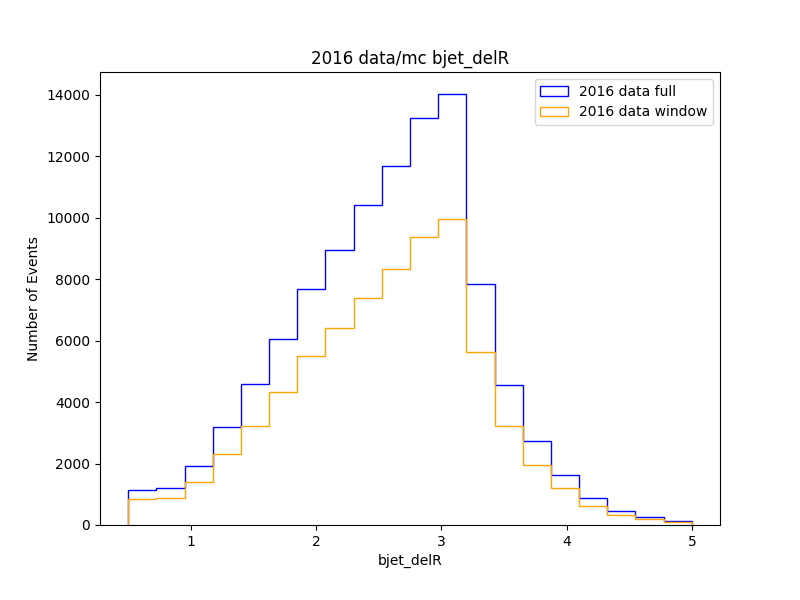 2016 data/mc bjet_delR
2016 data full
2016 data window
Number of Events
14000
12000
10000
8000
6000
4000
2000
0
1
2
3
4
5
bjet_delR